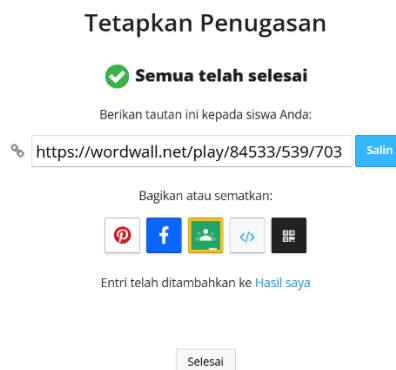 Tetapkan Penugasan
Semua telah selesai
Berikan tautan ini kepada siswa Anda:
https://wordwall.net/play/84533/539/703 Salin
Bagikan atau sematkan:
Entri telah ditambahkan ke Hasil saya
Selesai